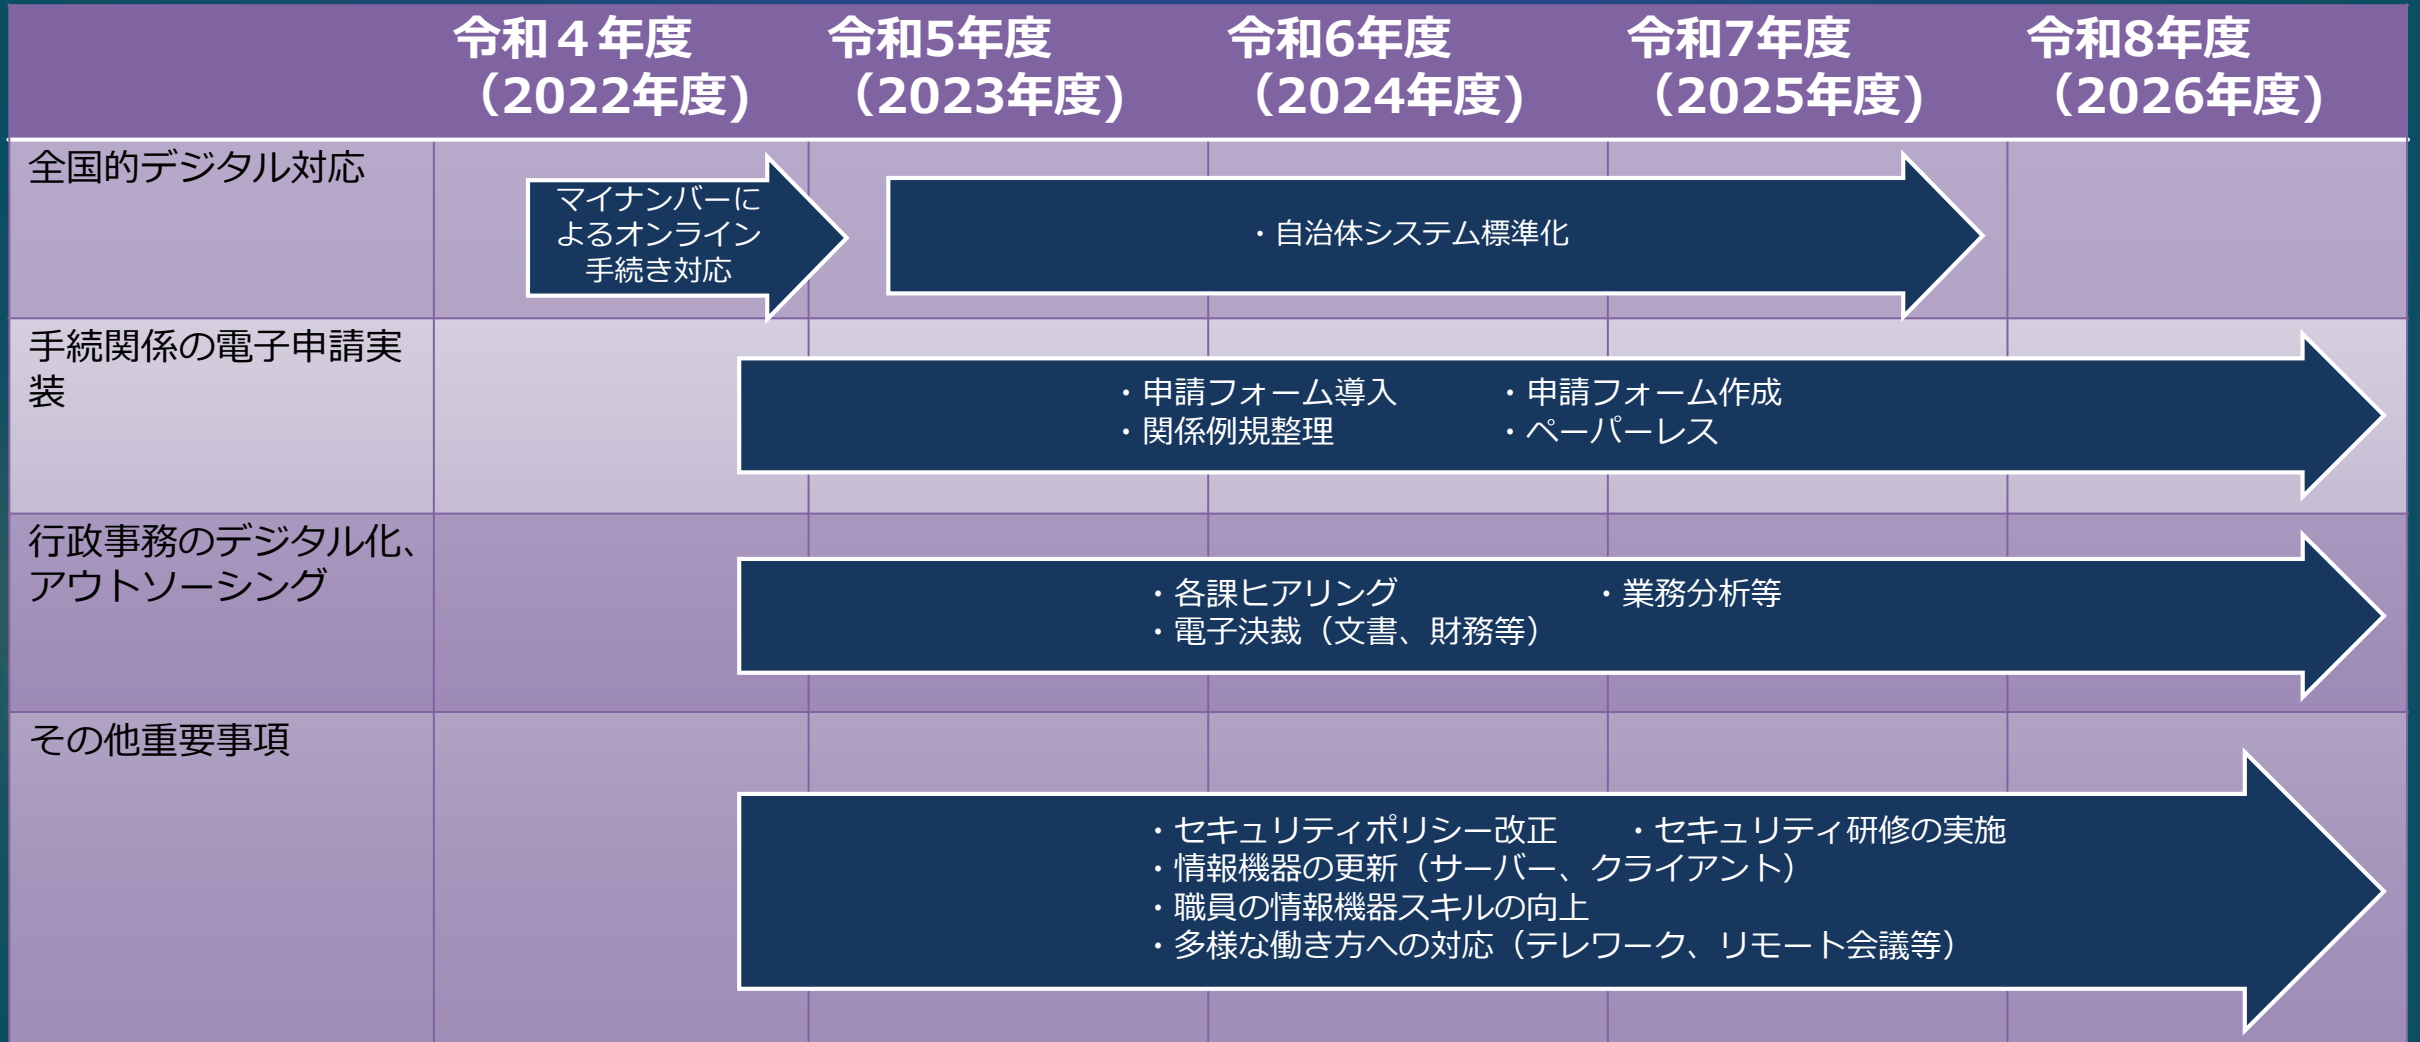 令和４年度
（2022年度)
令和5年度
（2023年度)
令和6年度
（2024年度)
令和7年度
（2025年度)
令和8年度
（2026年度)
全国的デジタル対応
マイナンバーに
よるオンライン
手続き対応
・自治体システム標準化
手続関係の電子申請実
装
・申請フォーム導入　　　・申請フォーム作成
・関係例規整理　　　　　・ペーパーレス
行政事務のデジタル化、
アウトソーシング
・各課ヒアリング　　　　　　・業務分析等
・電子決裁（文書、財務等）
その他重要事項
・セキュリティポリシー改正　　・セキュリティ研修の実施
・情報機器の更新（サーバー、クライアント）
・職員の情報機器スキルの向上
・多様な働き方への対応（テレワーク、リモート会議等）